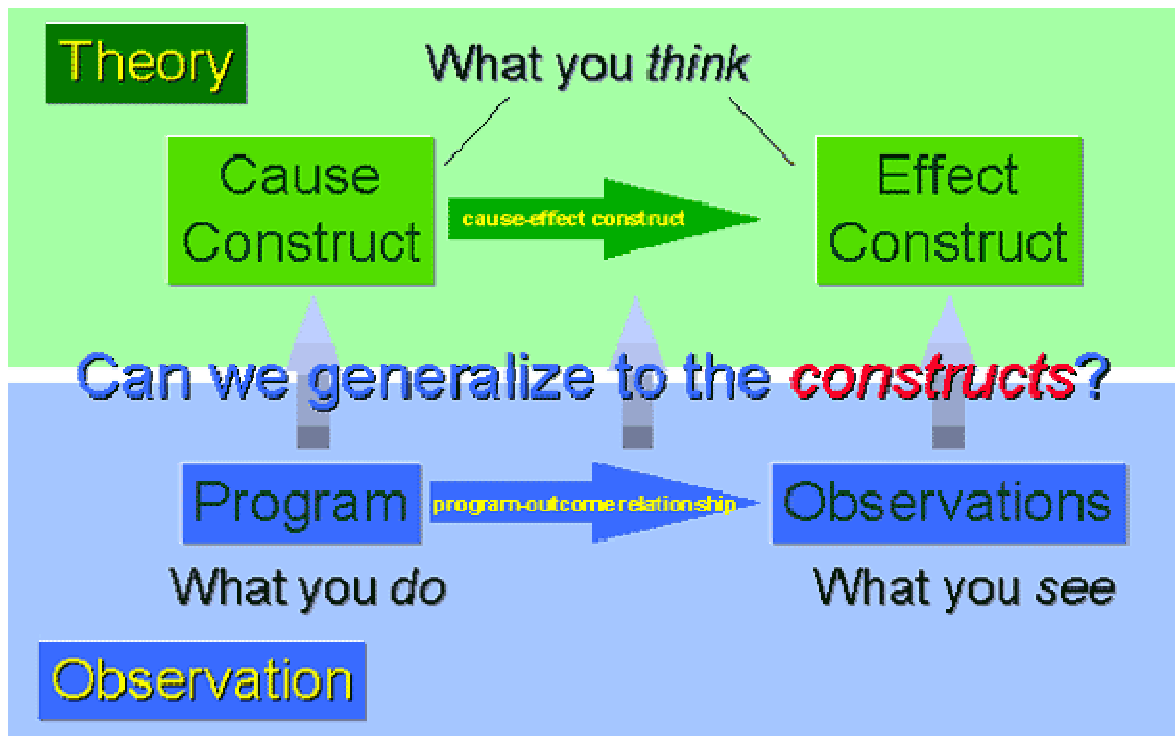 Theory
What you think
Cause
Construct
cause-effect construct
Effect
Construct
Can we generalize to the constructs?
Program
program-outcome relationship
Observations
What you do
What you see
Observation